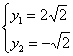 y₁ = 2√2
y₂ = −√2